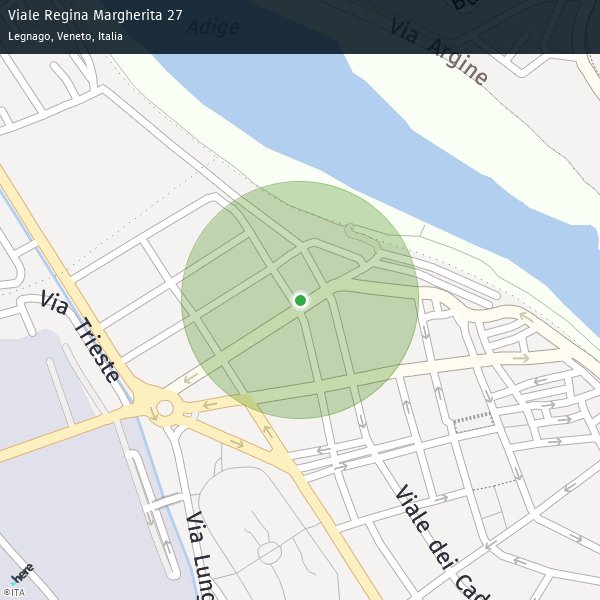 Viale Regina Margherita 27
Legnago, Veneto, Italia
Adige
Via Argine
Via Trieste
Viale dei Cad
Via Lung
here
©ITA